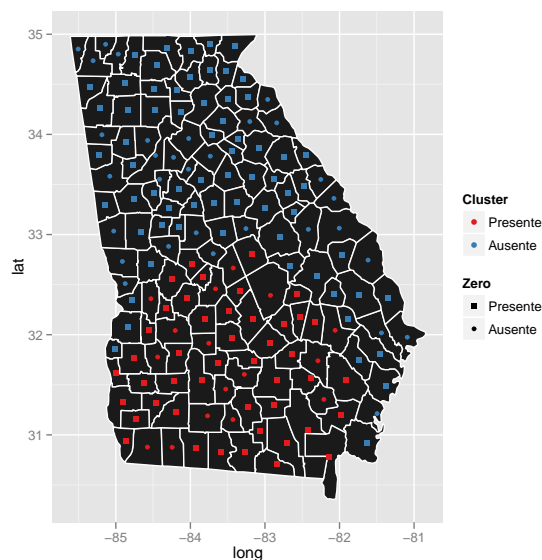 35
34
33
32
31
lat
−85
−84
−83
−82
−81
long
Cluster
Presente
Ausente
Zero
Presente
Ausente